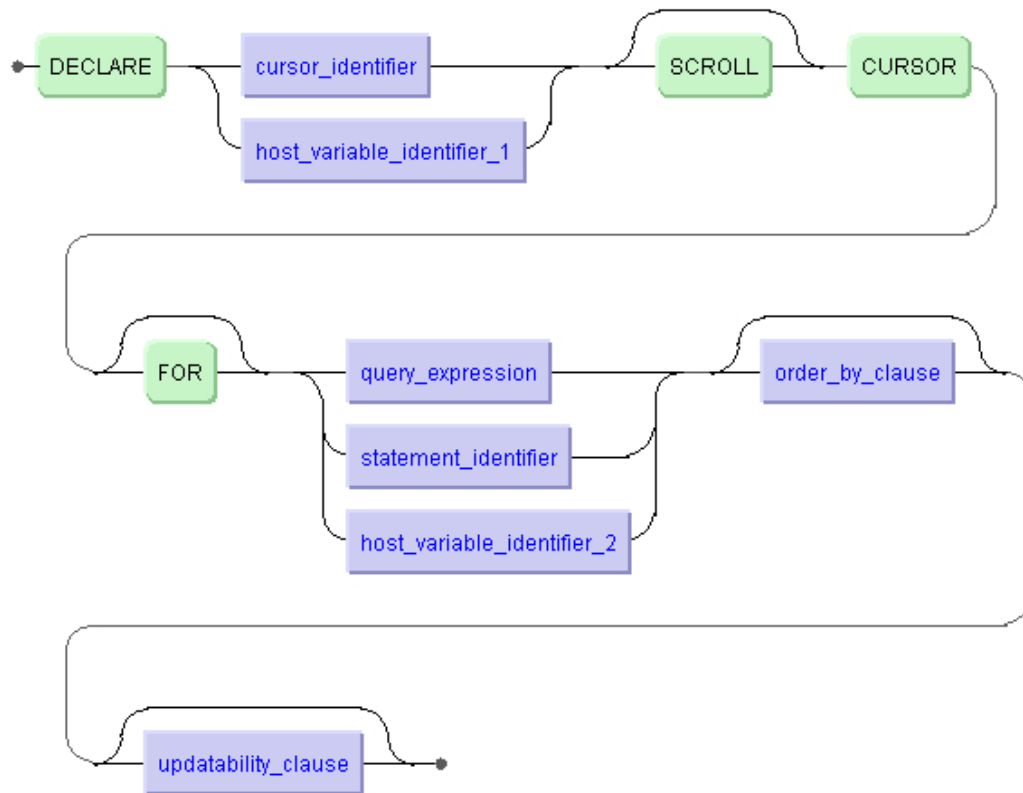 DECLARE cursor_identifier SCROLL CURSOR
host_variable_identifier_1
FOR query_expression order_by_clause
statement_identifier
host_variable_identifier_2
updatability_clause